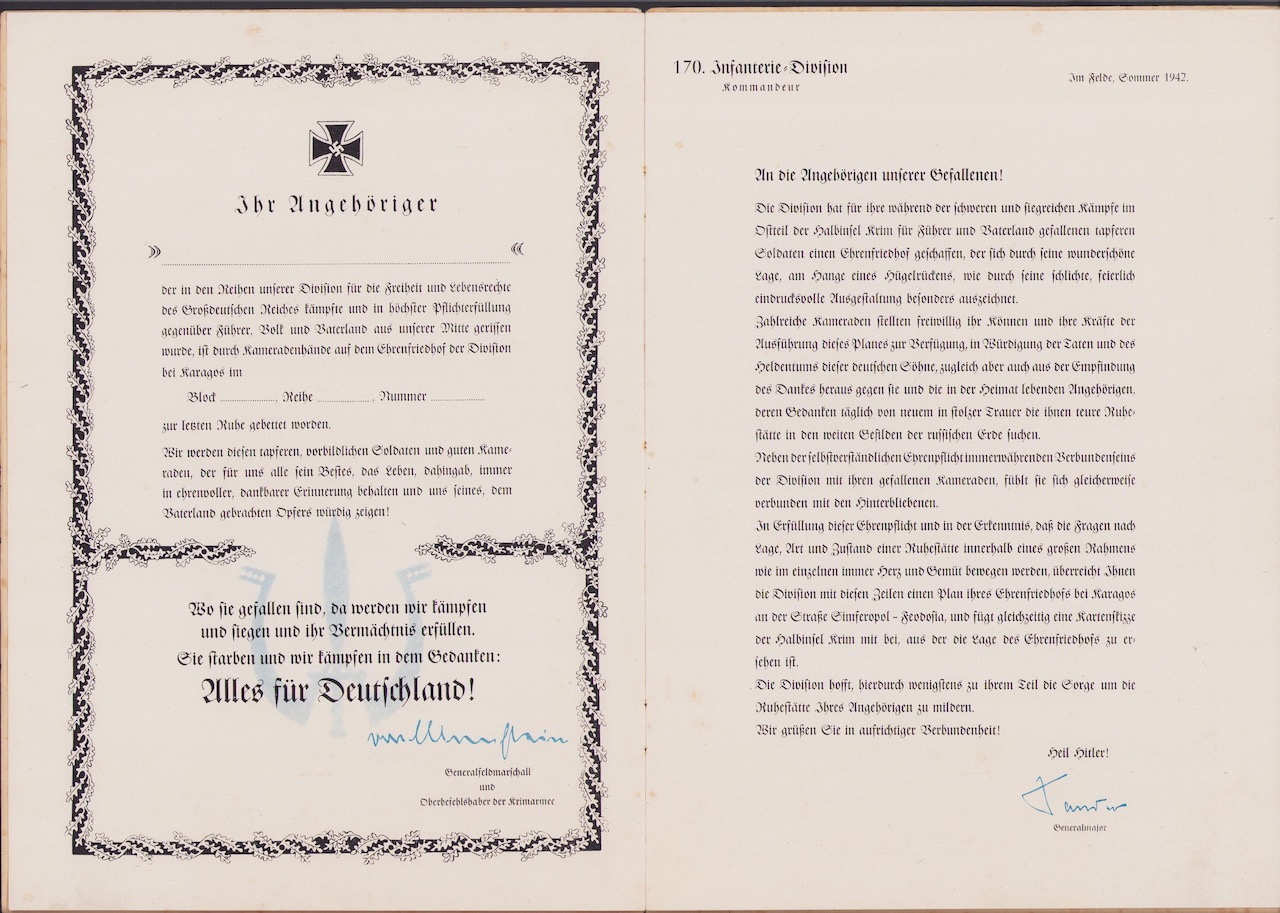 Ihr Angehöriger
» «
der in den Reihen unserer Division für die Freiheit und Lebensrechte
des Großdeutschen Reiches kämpfte und in höchster Pflichterfüllung
gegenüber Führer, Volk und Vaterland aus unserer Mitte gerissen
wurde, ist durch Kameradenhände auf dem Ehrenfriedhof der Division
bei Karagos im
Block ............, Reihe ............, Nummer ............
zur letzten Ruhe gebettet worden.
Wir werden diesen tapferen, vorbildlichen Soldaten und guten Kame-
raden, der für uns alle sein Bestes, das Leben, dahingab, immer
in ehrenvoller, dankbarer Erinnerung behalten und uns seines, dem
Vaterland gebrachten Opfers würdig zeigen!
Wo sie gefallen sind, da werden wir kämpfen
und siegen und ihr Vermächtnis erfüllen.
Sie starben und wir kämpfen in dem Gedanken:
Alles für Deutschland!
von Manstein
Generalfeldmarschall
und
Oberbefehlshaber der Krimarmee
170. Infanterie-Division
Kommandeur
Im Felde, Sommer 1942.
An die Angehörigen unserer Gefallenen!
Die Division hat für ihre während der schweren und siegreichen Kämpfe im
Ostteil der Halbinsel Krim für Führer und Vaterland gefallenen tapferen
Soldaten einen Ehrenfriedhof geschaffen, der sich durch seine wunderschöne
Lage, am Hange eines Hügelrückens, wie durch seine schlichte, feierlich
eindrucksvolle Ausgestaltung besonders auszeichnet.
Zahlreiche Kameraden stellten freiwillig ihr Können und ihre Kräfte der
Ausführung dieses Planes zur Verfügung, in Würdigung der Taten und des
Heldentums dieser deutschen Söhne, zugleich aber auch aus der Empfindung
des Dankes heraus gegen sie und die in der Heimat lebenden Angehörigen,
deren Gedanken täglich von neuem in stolzer Trauer die ihnen teure Ruhe-
stätte in den weiten Gefilden der russischen Erde suchen.
Neben der selbstverständlichen Ehrenpflicht immerwährenden Verbundenseins
der Division mit ihren gefallenen Kameraden, fühlt sie sich gleicherweise
verbunden mit den Hinterbliebenen.
In Erfüllung dieser Ehrenpflicht und in der Erkenntnis, daß die Fragen nach
Lage, Art und Zustand einer Ruhestätte innerhalb eines großen Rahmens
wie im einzelnen immer Herz und Gemüt bewegen werden, überreicht Ihnen
die Division mit diesen Zeilen einen Plan ihres Ehrenfriedhofs bei Karagos
an der Straße Simferopol - Feodosia, und fügt gleichzeitig eine Kartenskizze
der Halbinsel Krim mit bei, aus der die Lage des Ehrenfriedhofs zu er-
sehen ist.
Die Division hofft, hierdurch wenigstens zu ihrem Teil die Sorge um die
Ruhestätte Ihres Angehörigen zu mildern.
Wir grüßen Sie in aufrichtiger Verbundenheit!
Heil Hitler!
Generalmajor